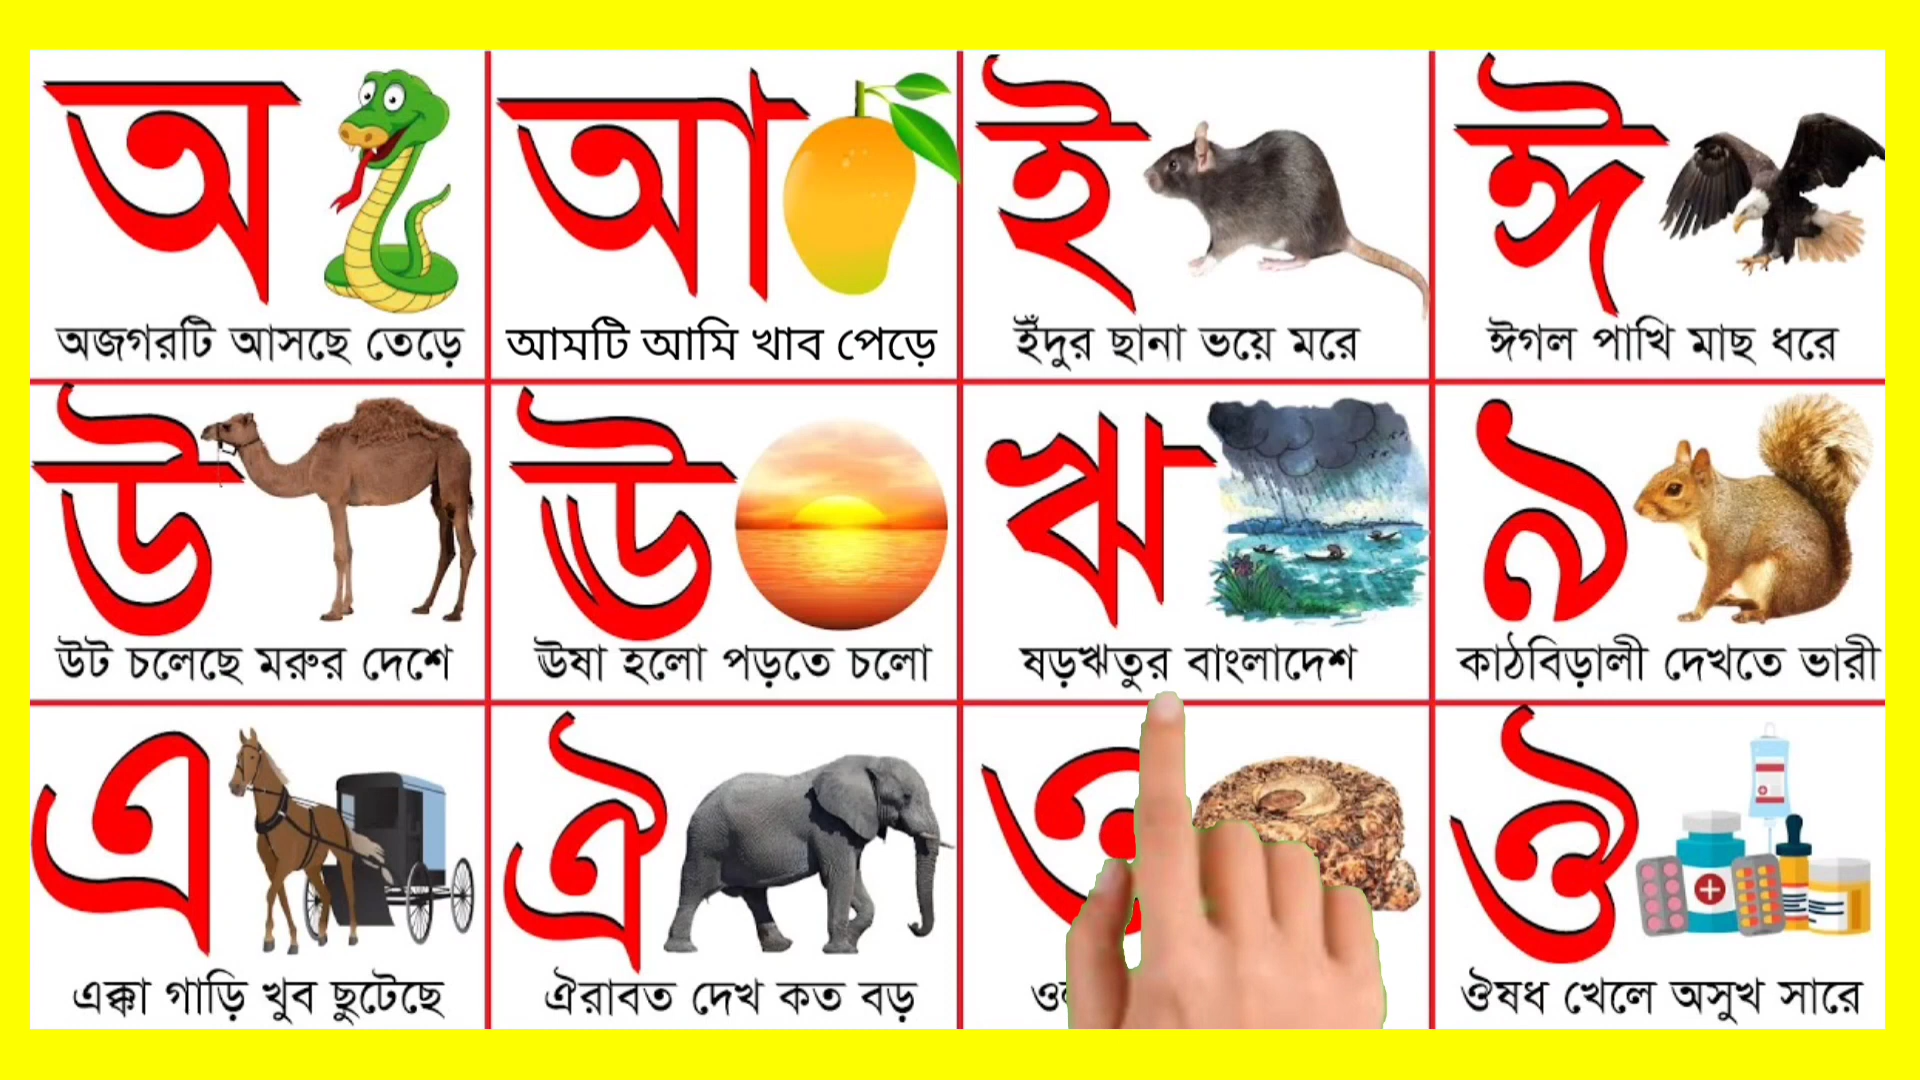 অ
আ
ই
ঈ
অজগরটি আসছে তেড়ে
আমটি আমি খাব পেড়ে
ইঁদুর ছানা ভয়ে মরে
ঈগল পাখি মাছ ধরে
উ
ঊ
ঋ
ঌ
উট চলেছে মরুর দেশে
ঊষা হলো পড়তে চলো
ষড়ঋতুর বাংলাদেশ
কাঠবিড়ালী দেখতে ভারী
এ
ঐ
ও
ঔ
এক্কা গাড়ি খুব ছুটেছে
ঐরাবত দেখ কত বড়
ঔষধ খেলে অসুখ সারে